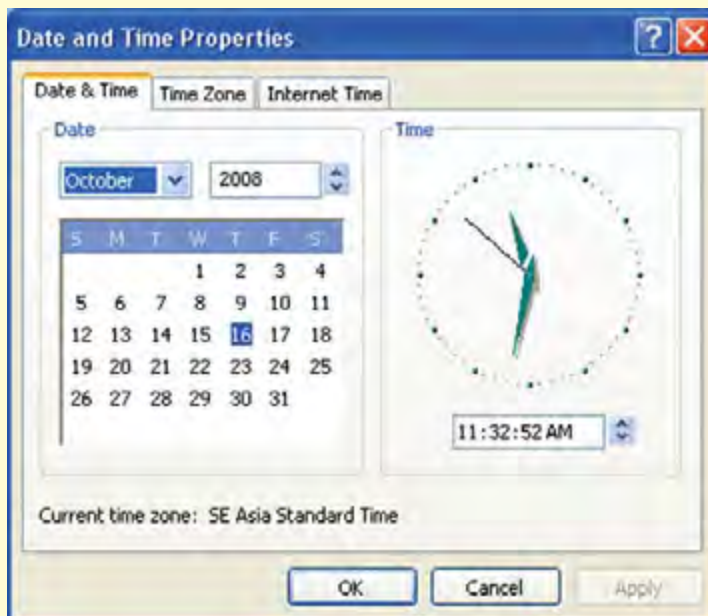 Date and Time Properties
Date & Time Time Zone Internet Time
Date
October 2008
S M T W T F S
1 2 3 4
5 6 7 8 9 10 11
12 13 14 15 16 17 18
19 20 21 22 23 24 25
26 27 28 29 30 31
Time
11:32:52 AM
Current time zone: SE Asia Standard Time
OK Cancel Apply